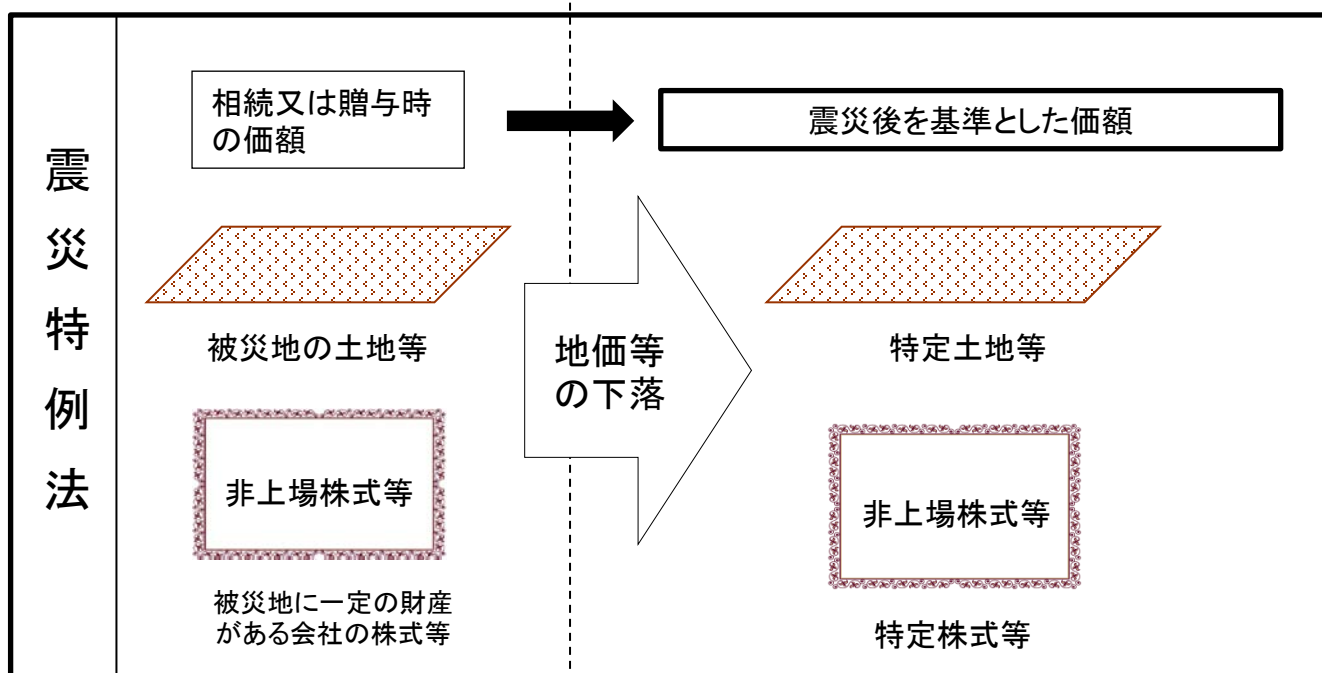 震災特例法
相続又は贈与時
の価額
震災後を基準とした価額
被災地の土地等
地価等
の下落
特定土地等
非上場株式等
非上場株式等
被災地に一定の財産
がある会社の株式等
特定株式等